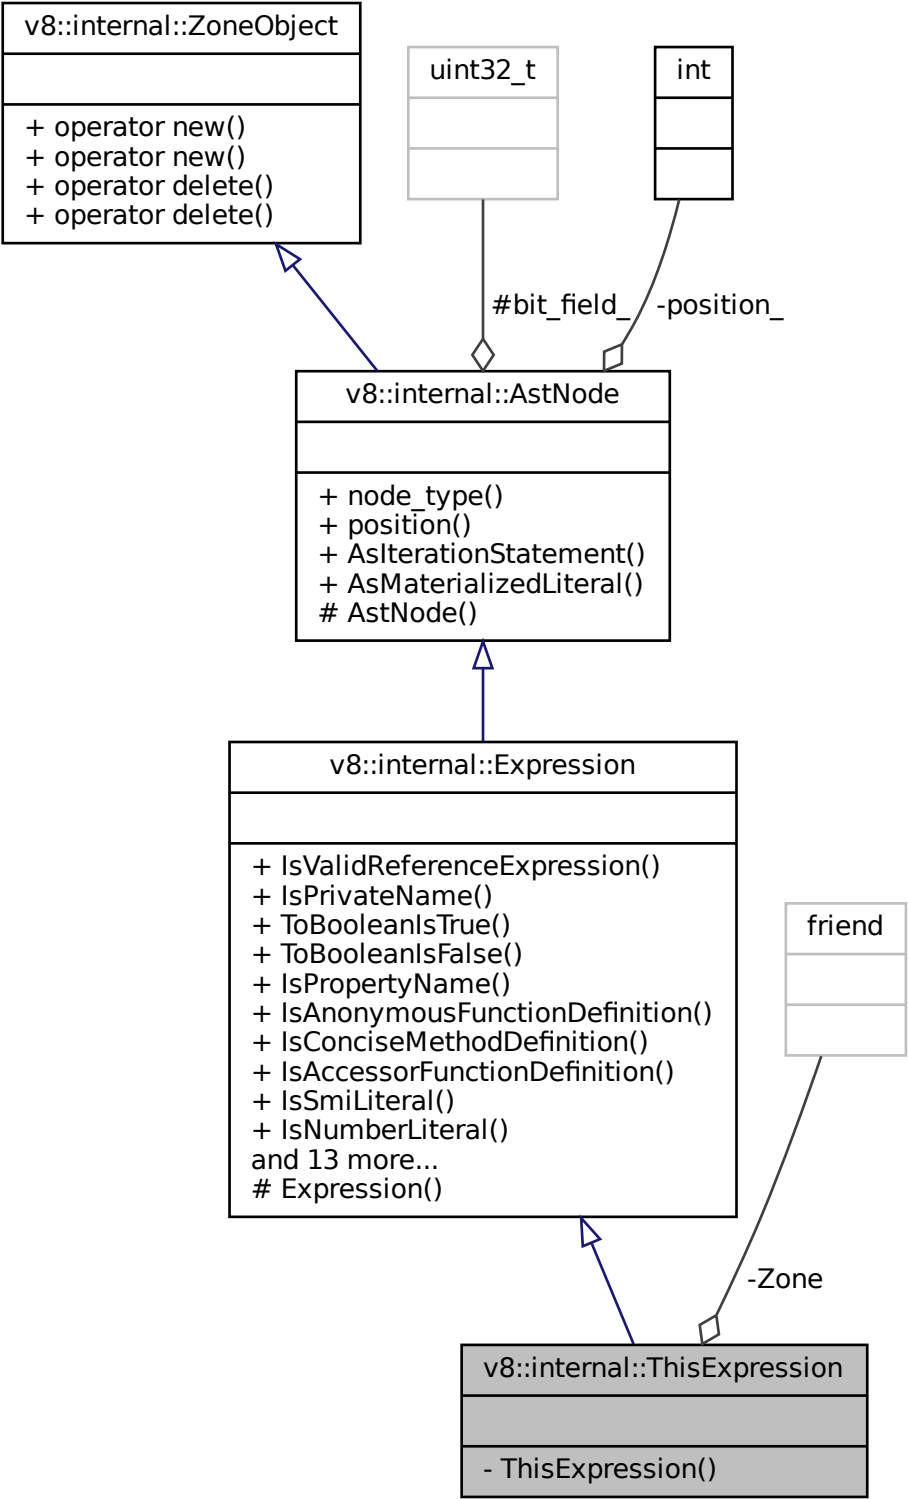 v8::internal::ZoneObject
+ operator new()
+ operator new()
+ operator delete()
+ operator delete()
uint32_t
int
#bit_field_
-position_
v8::internal::AstNode
+ node_type()
+ position()
+ AsIterationStatement()
+ AsMaterializedLiteral()
# AstNode()
v8::internal::Expression
+ IsValidReferenceExpression()
+ IsPrivateName()
+ ToBooleanIsTrue()
+ ToBooleanIsFalse()
+ IsPropertyName()
+ IsAnonymousFunctionDefinition()
+ IsConciseMethodDefinition()
+ IsAccessorFunctionDefinition()
+ IsSmiLiteral()
+ IsNumberLiteral()
and 13 more...
# Expression()
friend
-Zone
v8::internal::ThisExpression
- ThisExpression()